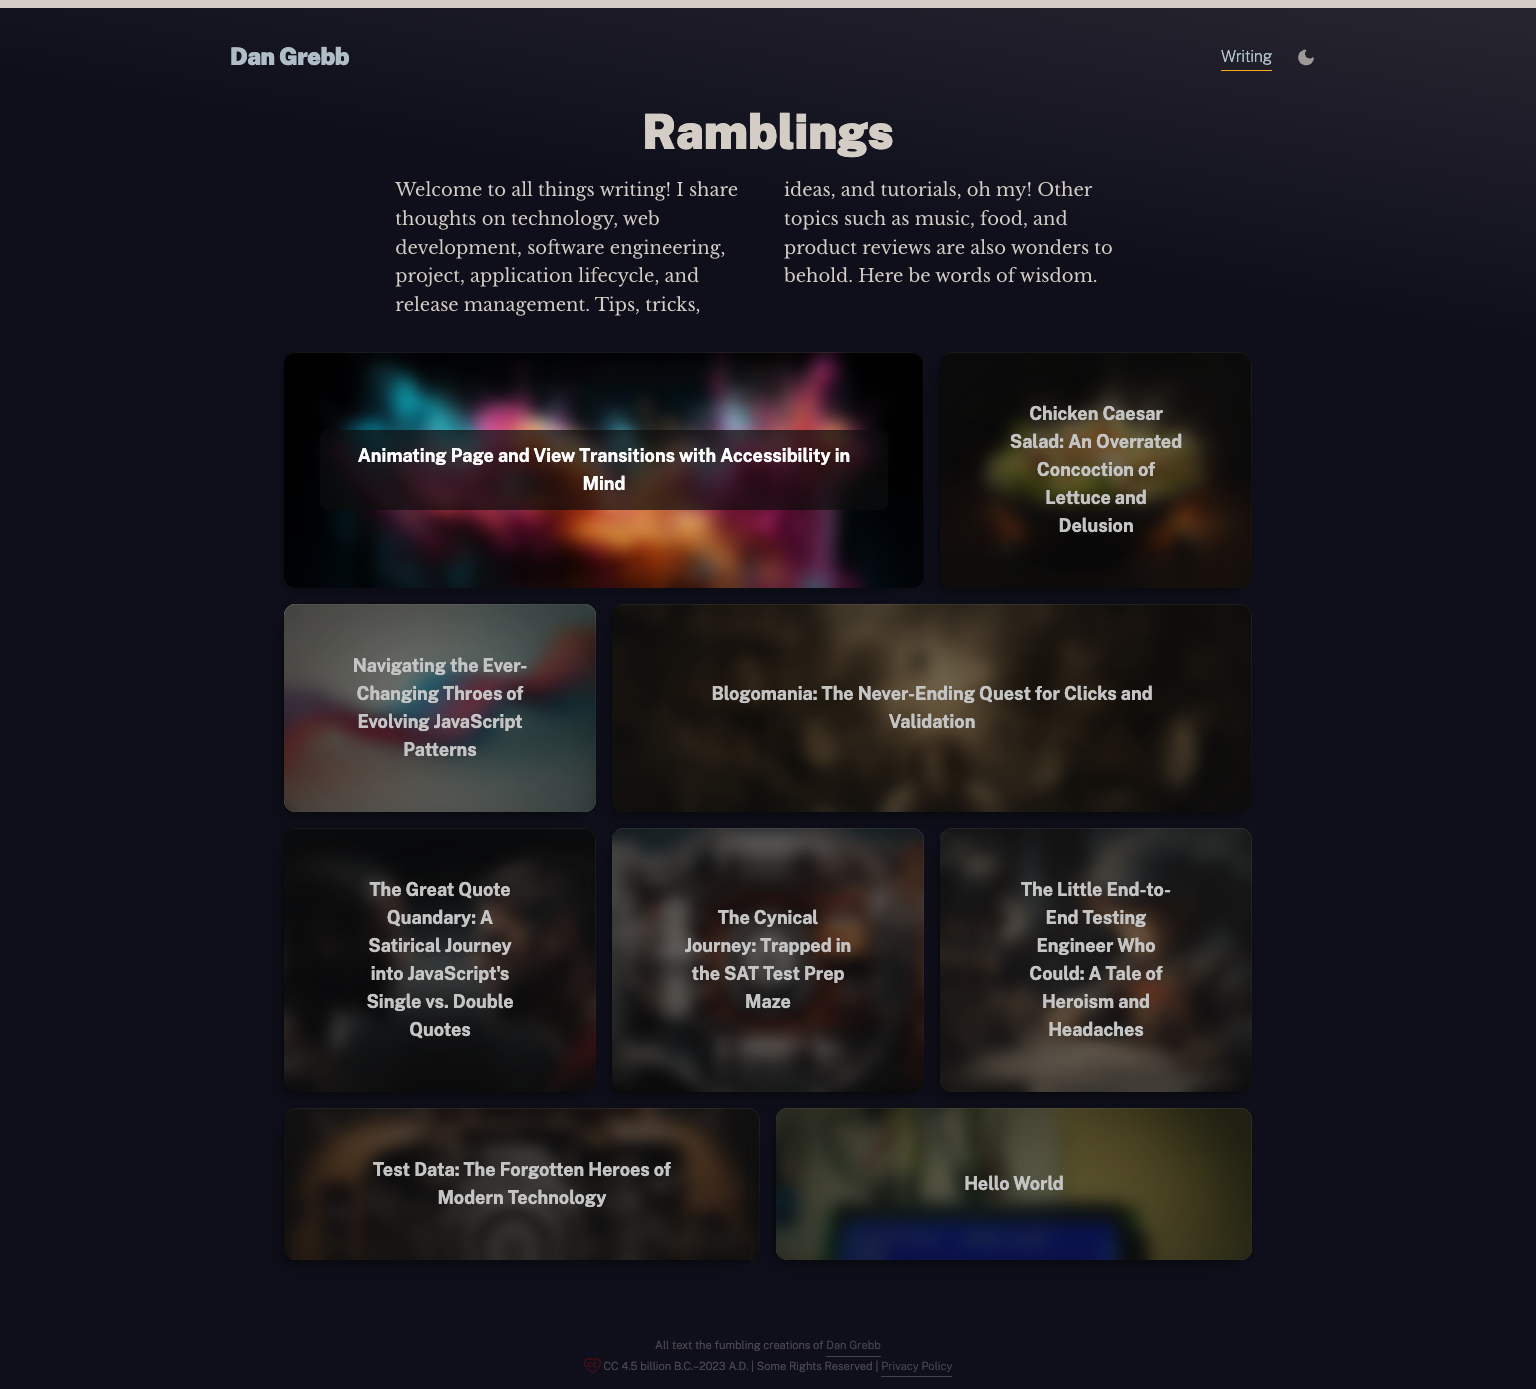 Dan Grebb
Writing
Ramblings
Welcome to all things writing! I share
thoughts on technology, web
development, software engineering,
project, application lifecycle, and
release management. Tips, tricks,
ideas, and tutorials, oh my! Other
topics such as music, food, and
product reviews are also wonders to
behold. Here be words of wisdom.
Animating Page and View Transitions with Accessibility in
Mind
Chicken Caesar
Salad: An Overrated
Concoction of
Lettuce and
Delusion
Navigating the Ever-
Changing Throes of
Evolving JavaScript
Patterns
Blogomania: The Never-Ending Quest for Clicks and
Validation
The Great Quote
Quandary: A
Satirical Journey
into JavaScript's
Single vs. Double
Quotes
The Cynical
Journey: Trapped in
the SAT Test Prep
Maze
The Little End-to-
End Testing
Engineer Who
Could: A Tale of
Heroism and
Headaches
Test Data: The Forgotten Heroes of
Modern Technology
Hello World
All text the fumbling creations of Dan Grebb
CC 4.5 billion B.C.–2023 A.D. | Some Rights Reserved | Privacy Policy